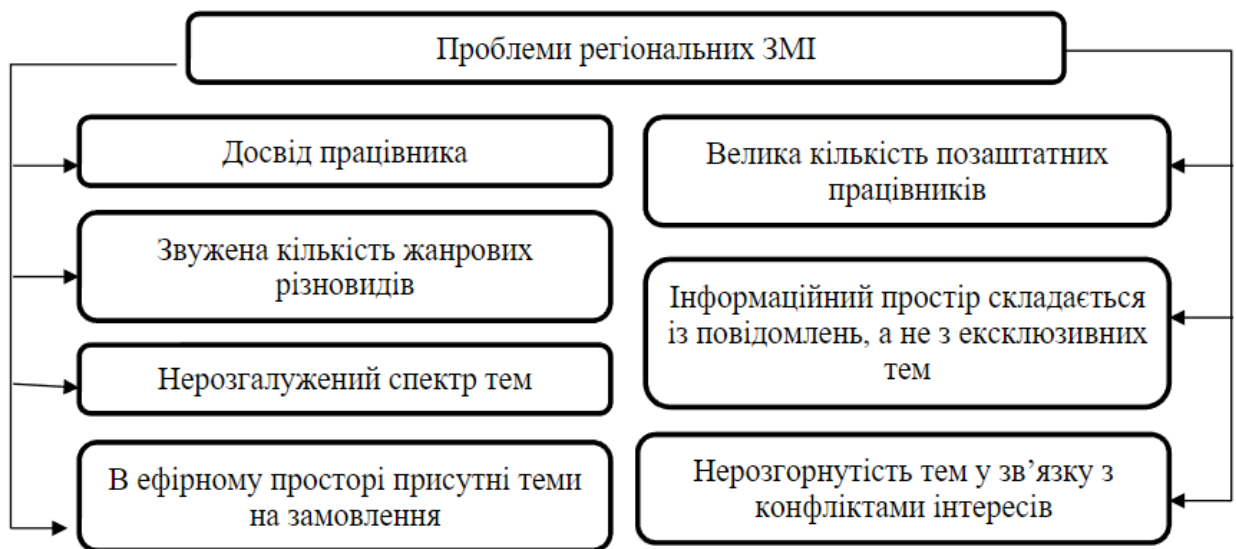 Проблеми регіональних ЗМІ
Досвід працівника
Звужена кількість жанрових
різновидів
Нерозгалужений спектр тем
В ефірному просторі присутні теми
на замовлення
Велика кількість позаштатних
працівників
Інформаційний простір складається
із повідомлень, а не з ексклюзивних
тем
Нерозгорнутість тем у зв’язку з
конфліктами інтересів